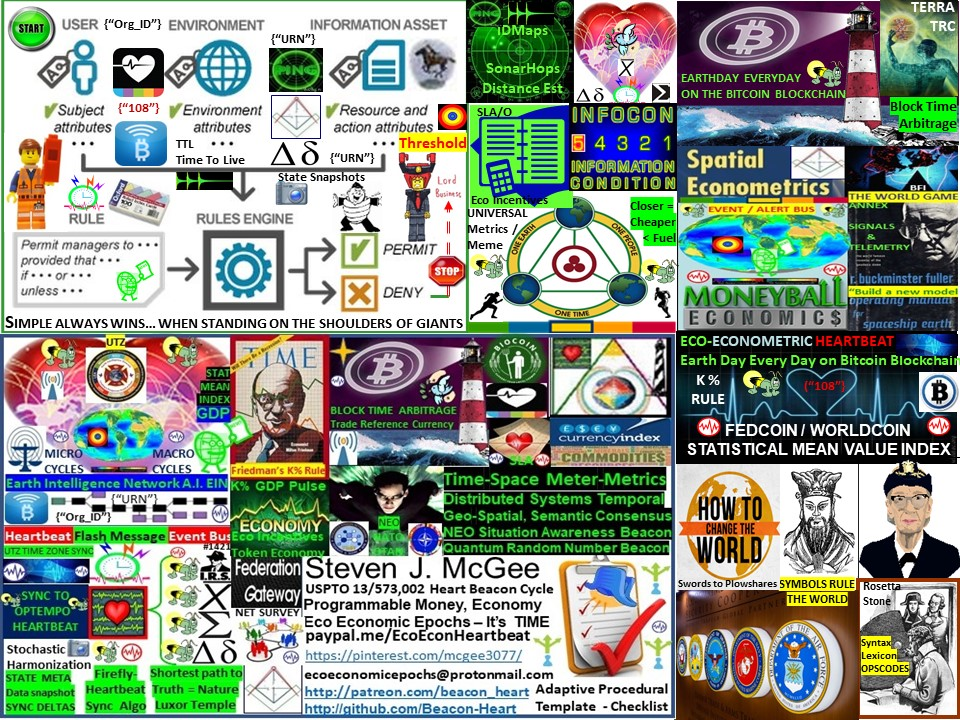 START
USER {“Org_ID”} ENVIRONMENT
INFORMATION ASSET
{“URN”}
MNG
Subject
attributes
{“108”}
Environment
attributes
Resource and
action attributes
TTL
Time To Live
Δ δ
{“URN”}
Threshold
State Snapshots
Lord
Business
RULE
RULES ENGINE
Permit managers to • • •
provided that • • •
if • • • or • • •
unless • • •
PERMIT
DENY
STOP
SIMPLE ALWAYS WINS... WHEN STANDING ON THE SHOULDERS OF GIANTS
IDMaps
SonarHops
Distance Est
X
Δ δ
SLA/O
Eco Incentives
INFOCON
5 4 3 2 1
INFORMATION
CONDITION
UNIVERSAL
Metrics /
Meme
Closer =
Cheaper
< Fuel
ONE EARTH
ONE PEOPLE
ONE TIME
EARTHDAY EVERYDAY
ON THE BITCOIN BLOCKCHAIN
TERRA
TRC
Block Time
Arbitrage
Spatial
Econometrics
BFI
THE WORLD GAME
EVENT / ALERT BUS
ANNEX
SIGNALS
&
TELEMETRY
r. buckminster fuller
“Build a new model
operating manual
for
spaceship earth
MONEYBALL
ECONOMICS
UTZ
STAT
MEAN
INDEX
GDP
MICRO
CYCLES
MACRO
CYCLES
Earth Intelligence Network A.I. EIN
{“URN”}
{“Org_ID”}
Heartbeat Flash Message Event Bus
TIME
Friedman's K% Rule
K% GDP Pulse
ECONOMY
Eco Incentives
Token Economy
BLOCK TIME ARBITRAGE
Trade Reference Currency
BIOCOIN
SLA
currencyindex
COMMODITIES
NEO
Time-Space Meter-Metrics
Distributed Systems Temporal
Geo-Spatial, Semantic Consensus
NEO Situation Awareness Beacon
Quantum Random Number Beacon
ECO-ECONOMETRIC HEARTBEAT
Earth Day Every Day on Bitcoin Blockchain
K %
RULE
{“108”}
FEDCOIN / WORLDCOIN
STATISTICAL MEAN VALUE INDEX
HOW TO
CHANGE THE
WORLD
Swords to Plowshares
SYMBOLS RULE
THE WORLD
Rosetta
Stone
Syntax
Lexicon
OPSCODES
UTZ TIME ZONE SYNC
#1421
I.R.S.
SYNC TO
OPTEMPO
HEARTBEAT
X
Σ
Δ δ
Stochastic
Harmonization
STATE META
Data snapshot
SYNC DELTAS
Firefly-
Heartbeat
Sync Algo
Shortest path to
Truth = Nature
Luxor Temple
Federation
Gateway
NET SURVEY
Steven J. McGee
USPTO 13/573,002 Heart Beacon Cycle
Programmable Money, Economy
Eco Economic Epochs – It’s TIME
paypal.me/EcoEconHeartbeat
https://pinterest.com/mcgee3077/
ecoeconomicepochs@protonmail.com
http://patreon.com/beacon_heart
http://github.com/Beacon-Heart
Adaptive Procedural
Template - Checklist